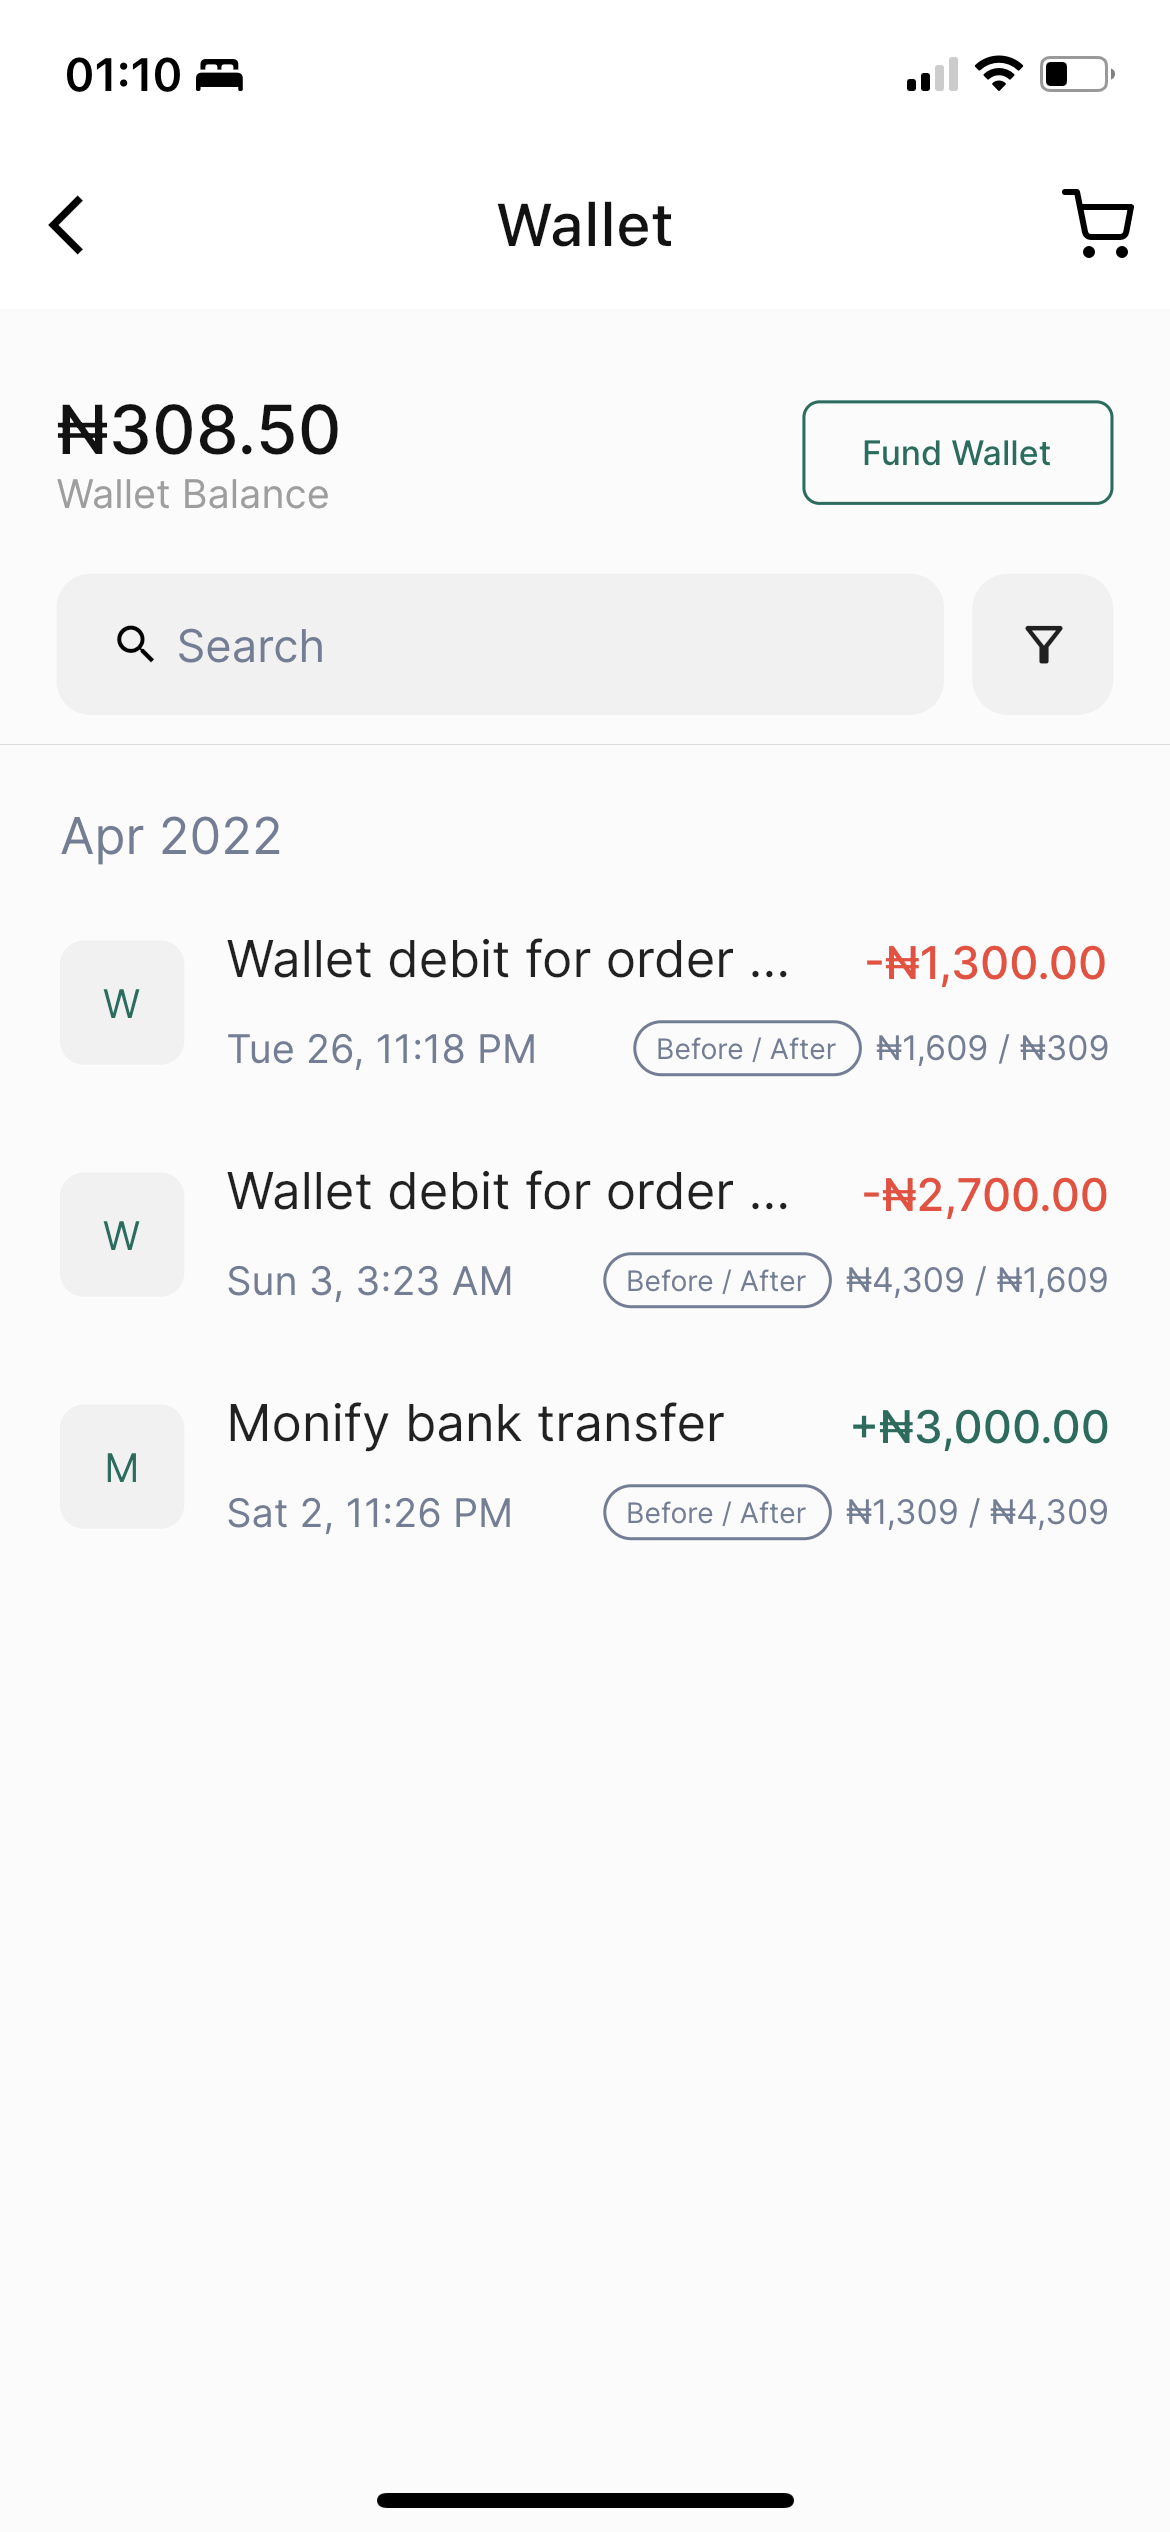 01:10
Wallet
₦308.50
Fund Wallet
Wallet Balance
Search
Apr 2022
W
Wallet debit for order ...
-₦1,300.00
Tue 26, 11:18 PM
Before / After
₦1,609 / ₦309
W
Wallet debit for order ...
-₦2,700.00
Sun 3, 3:23 AM
Before / After
₦4,309 / ₦1,609
M
Monify bank transfer
+₦3,000.00
Sat 2, 11:26 PM
Before / After
₦1,309 / ₦4,309